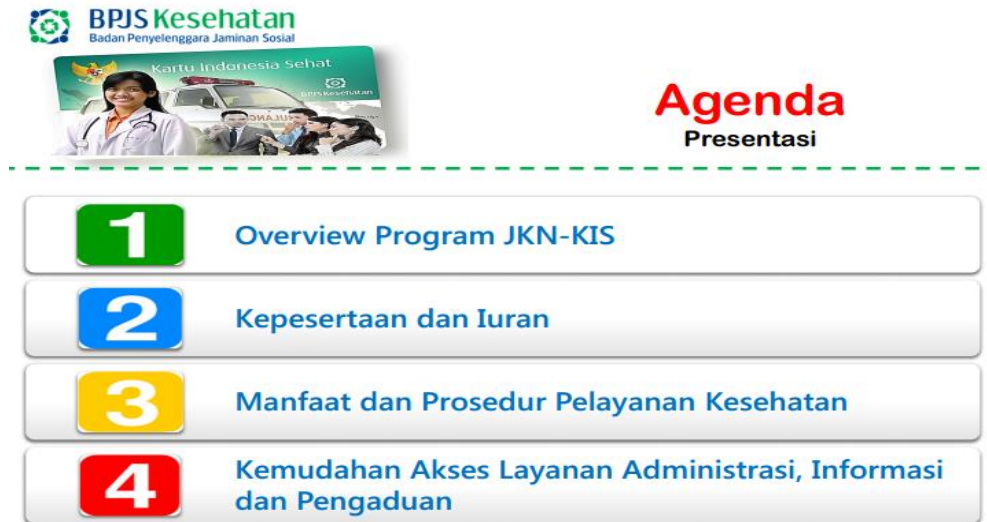 BPJS Kesehatan
Badan Penyelenggara Jaminan Sosial
Kartu Indonesia Sehat
BPJS Kesehatan
Agenda
Presentasi
1
Overview Program JKN-KIS
2
Kepesertaan dan Iuran
3
Manfaat dan Prosedur Pelayanan Kesehatan
4
Kemudahan Akses Layanan Administrasi, Informasi
dan Pengaduan